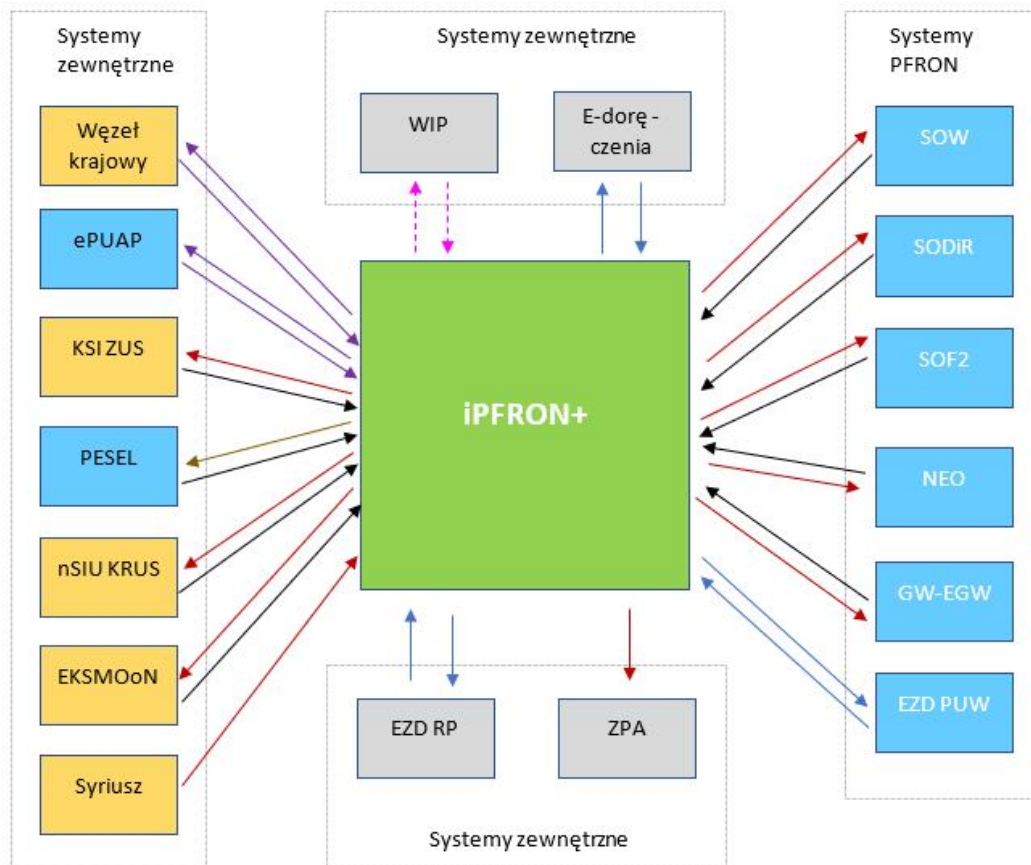 Systemy
zewnętrzne
Węzeł
krajowy
ePUAP
KSI ZUS
PESEL
nSIU KRUS
EKSMOoN
Syriusz
Systemy zewnętrzne
WIP
E-dorę -
czenia
iPFRON+
EZD RP
ZPA
Systemy zewnętrzne
Systemy
PFRON
SOW
SODiR
SOF2
NEO
GW-EGW
EZD PUW